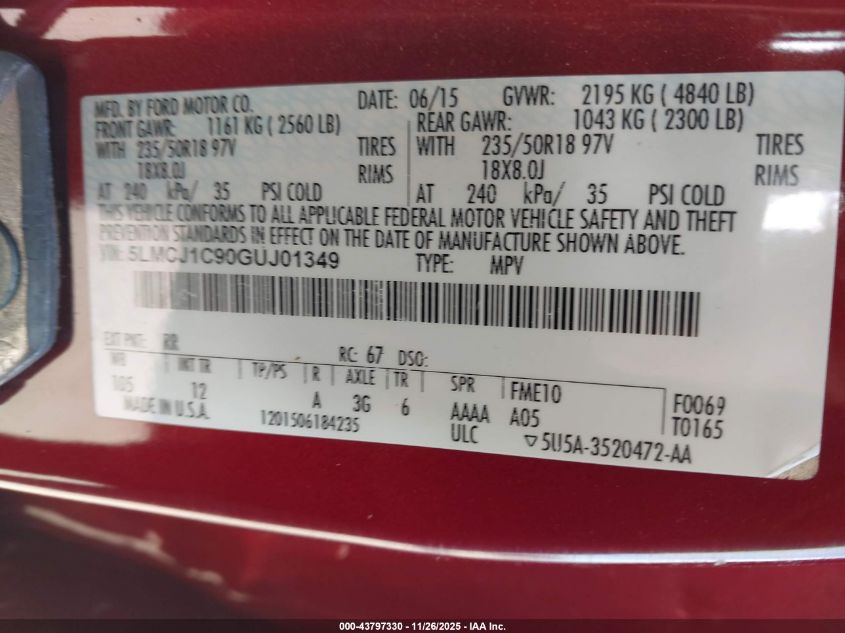 MFD. BY FORD MOTOR CO.
DATE: 06/15 GVWR: 2195 KG ( 4840 LB)
FRONT GAWR: 1161 KG ( 2560 LB)
REAR GAWR: 1043 KG ( 2300 LB)
WITH 235/50R18 97V TIRES
WITH 235/50R18 97V TIRES
18X8.0J RIMS
18X8.0J RIMS
AT 240 kPa/ 35 PSI COLD
AT 240 kPa/ 35 PSI COLD
THIS VEHICLE CONFORMS TO ALL APPLICABLE FEDERAL MOTOR VEHICLE SAFETY AND THEFT
PREVENTION STANDARDS IN EFFECT ON THE DATE OF MANUFACTURE SHOWN ABOVE.
VIN: 5LMCJ1C90GUJ01349 TYPE: MPV
EXT PNT: RR RC: 67 DSO:
WB INT TR TP/PS R AXLE TR SPR FME10 F0069
105 12 A 3G 6 AAAA A05 T0165
MADE IN U.S.A. 1201506184235 ULC ▽5U5A-3520472-AA
000-43797330 - 11/26/2025 - IAA Inc.